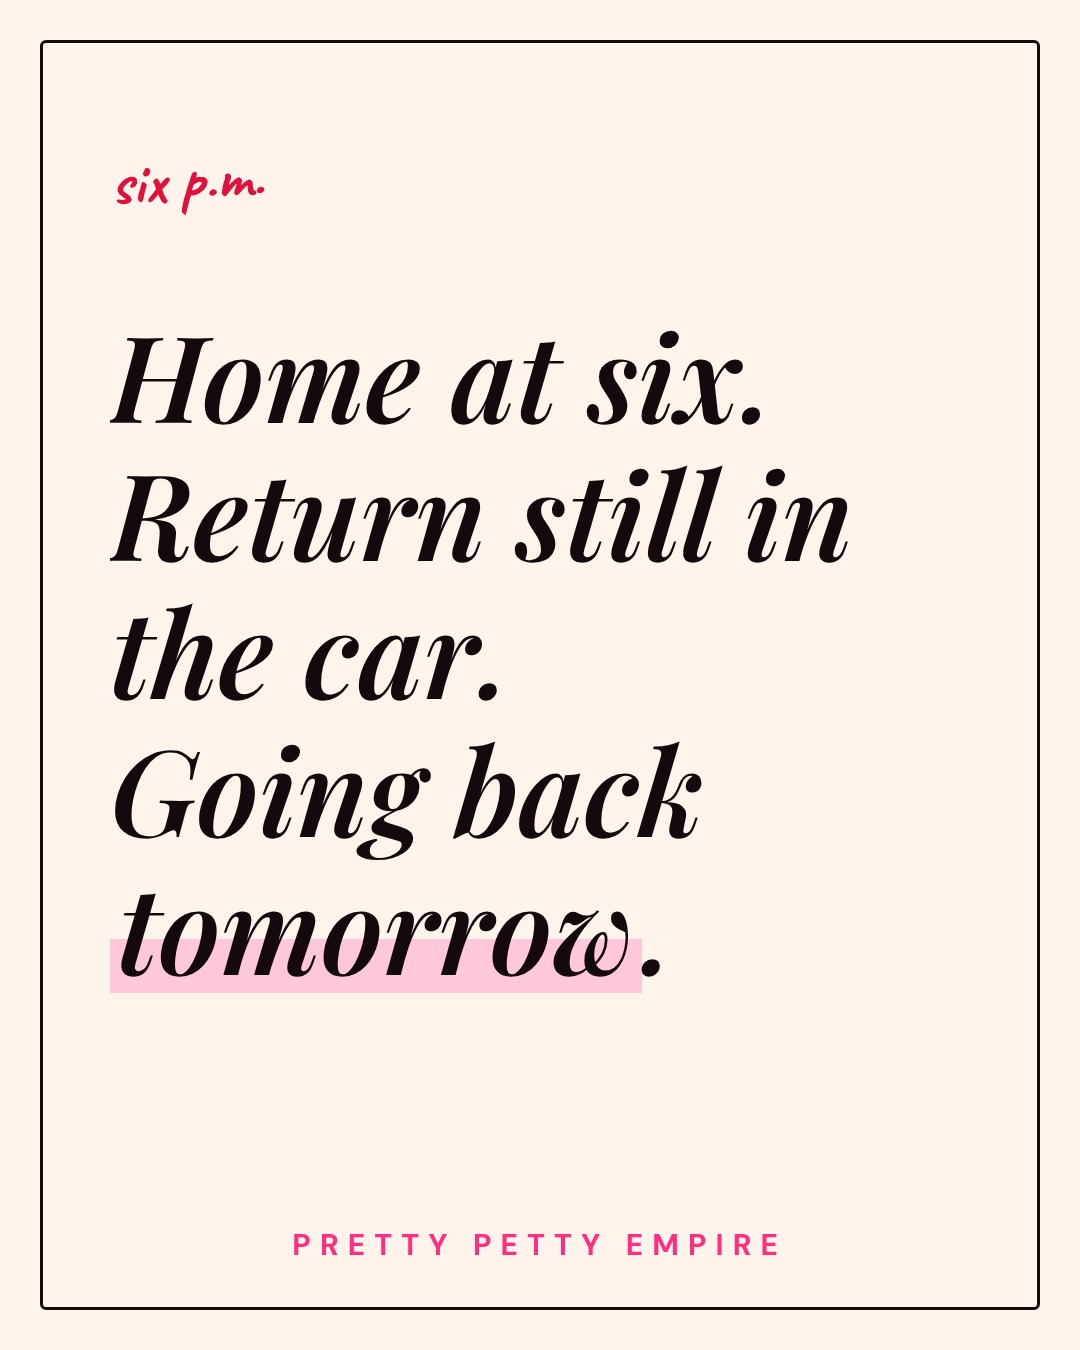 six p.m.
Home at six.
Return still in
the car.
Going back
tomorrow.
PRETTY PETTY EMPIRE